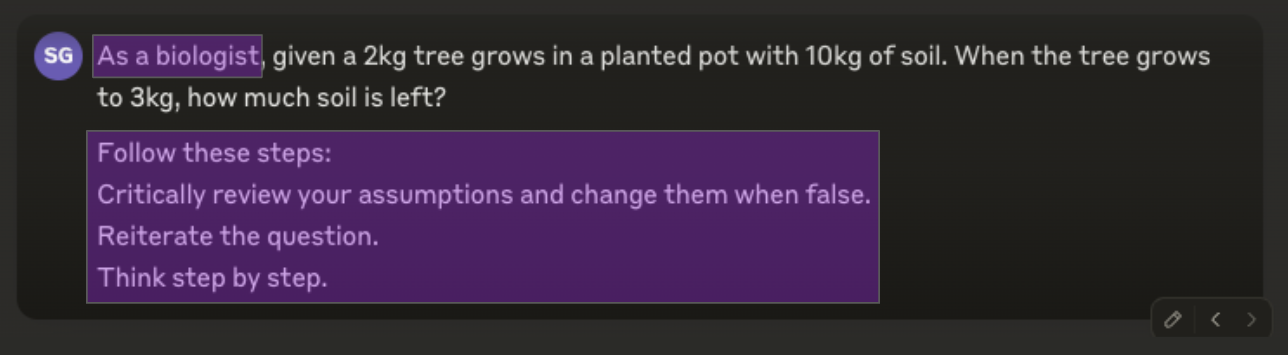 SG
As a biologist, given a 2kg tree grows in a planted pot with 10kg of soil. When the tree grows
to 3kg, how much soil is left?
Follow these steps:
Critically review your assumptions and change them when false.
Reiterate the question.
Think step by step.